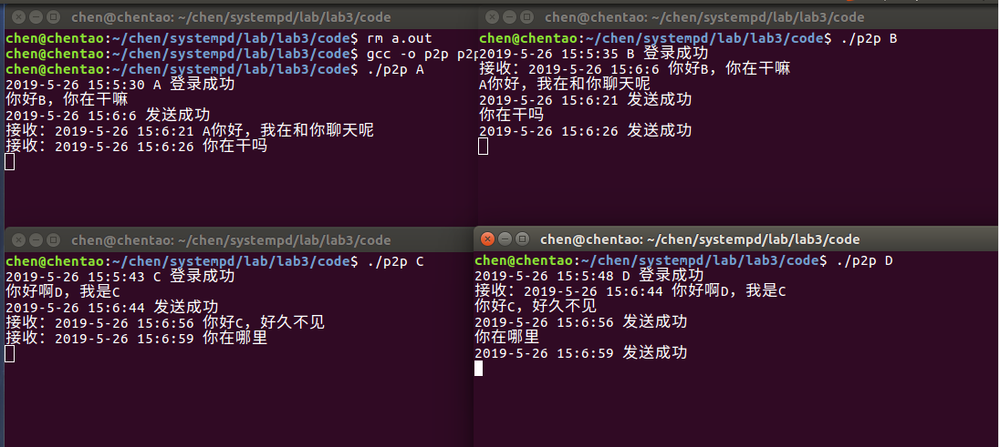 chen@chentao: ~/chen/systempd/lab/lab3/code
chen@chentao:~/chen/systempd/lab/lab3/code$ rm a.out
chen@chentao:~/chen/systempd/lab/lab3/code$ gcc -o p2p p2p
chen@chentao:~/chen/systempd/lab/lab3/code$ ./p2p A
2019-5-26 15:5:30 A 登录成功
你好B，你在干嘛
2019-5-26 15:6:6 发送成功
接收：2019-5-26 15:6:21 A你好，我在和你聊天呢
接收：2019-5-26 15:6:26 你在干吗
chen@chentao: ~/chen/systempd/lab/lab3/code
chen@chentao:~/chen/systempd/lab/lab3/code$ ./p2p B
2019-5-26 15:5:35 B 登录成功
接收：2019-5-26 15:6:6 你好B，你在干嘛
A你好，我在和你聊天呢
2019-5-26 15:6:21 发送成功
你在干吗
2019-5-26 15:6:26 发送成功
chen@chentao: ~/chen/systempd/lab/lab3/code
chen@chentao:~/chen/systempd/lab/lab3/code$ ./p2p C
2019-5-26 15:5:43 C 登录成功
你好啊D，我是C
2019-5-26 15:6:44 发送成功
接收：2019-5-26 15:6:56 你好C，好久不见
接收：2019-5-26 15:6:59 你在哪里
chen@chentao: ~/chen/systempd/lab/lab3/code
chen@chentao:~/chen/systempd/lab/lab3/code$ ./p2p D
2019-5-26 15:5:48 D 登录成功
接收：2019-5-26 15:6:44 你好啊D，我是C
你好C，好久不见
2019-5-26 15:6:56 发送成功
你在哪里
2019-5-26 15:6:59 发送成功